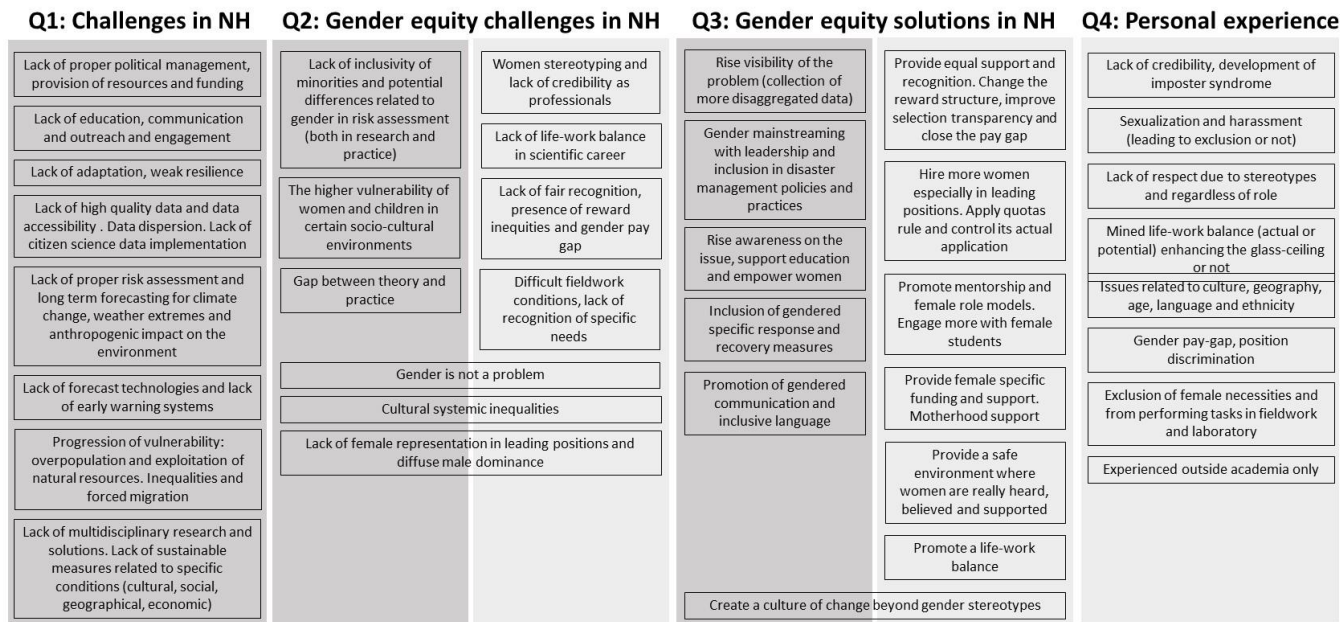 Q1: Challenges in NH
Lack of proper political management,
provision of resources and funding
Lack of education, communication
and outreach and engagement
Lack of adaptation, weak resilience
Lack of high quality data and data
accessibility . Data dispersion. Lack of
citizen science data implementation
Lack of proper risk assessment and
long term forecasting for climate
change, weather extremes and
anthropogenic impact on the
environment
Lack of forecast technologies and lack
of early warning systems
Progression of vulnerability:
overpopulation and exploitation of
natural resources. Inequalities and
forced migration
Lack of multidisciplinary research and
solutions. Lack of sustainable
measures related to specific
conditions (cultural, social,
geographical, economic)
Q2: Gender equity challenges in NH
Lack of inclusivity of
minorities and potential
differences related to
gender in risk assessment
(both in research and
practice)
The higher vulnerability of
women and children in
certain socio-cultural
environments
Gap between theory and
practice
Women stereotyping and
lack of credibility as
professionals
Lack of life-work balance
in scientific career
Lack of fair recognition,
presence of reward
inequities and gender pay
gap
Difficult fieldwork
conditions, lack of
recognition of specific
needs
Gender is not a problem
Cultural systemic inequalities
Lack of female representation in leading positions and
diffuse male dominance
Q3: Gender equity solutions in NH
Rise visibility of the
problem (collection of
more disaggregated data)
Gender mainstreaming
with leadership and
inclusion in disaster
management policies and
practices
Rise awareness on the
issue, support education
and empower women
Inclusion of gendered
specific response and
recovery measures
Promotion of gendered
communication and
inclusive language
Provide equal support and
recognition. Change the
reward structure, improve
selection transparency and
close the pay gap
Hire more women
especially in leading
positions. Apply quotas
rule and control its actual
application
Promote mentorship and
female role models.
Engage more with female
students
Provide female specific
funding and support.
Motherhood support
Provide a safe
environment where
women are really heard,
believed and supported
Promote a life-work
balance
Create a culture of change beyond gender stereotypes
Q4: Personal experience
Lack of credibility, development of
imposter syndrome
Sexualization and harassment
(leading to exclusion or not)
Lack of respect due to stereotypes
and regardless of role
Mined life-work balance (actual or
potential) enhancing the glass-ceiling
or not
Issues related to culture, geography,
age, language and ethnicity
Gender pay-gap, position
discrimination
Exclusion of female necessities and
from performing tasks in fieldwork
and laboratory
Experienced outside academia only